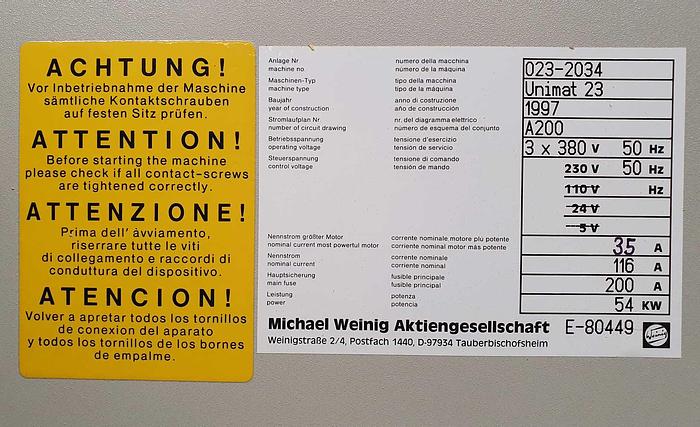 ACHTUNG!
Vor Inbetriebnahme der Maschine
sämtliche Kontaktschrauben
auf festen Sitz prüfen.
ATTENTION!
Before starting the machine
please check if all contact-screws
are tightened correctly.
ATTENZIONE!
Prima dell' àvviamento,
riserrare tutte le viti
di collegamento e raccordi di
conduttura del dispositivo.
ATENCION!
Volver a apretar todos los tornillos
de conexion del aparato
y todos los tornillos de los bornes
de empalme.
Anlage Nr numero della macchina
machine no número de la máquina 023-2034
Maschinen-Typ tipo della macchina
machine type tipo de la máquina Unimat 23
Baujahr anno di costruzione
year of construction año de construcción 1997
Stromlaufplan Nr. nr. del diagramma elettrico
number of circuit drawing número de esquema del conjunto A200
Betriebsspannung tensione d'esercizio
operating voltage tensión de servicio 3 x 380 V 50 Hz
Steuerspannung tensione di comando
control voltage tensión de mando 230 V 50 Hz
110 V Hz
24 V
5 V
Nennstrom größter Motor corrente nominale motore più potente
nominal current most powertul motor corriente nominal motor más potente 35 A
Nennstrom corrente nominale
nominal current corriente nominal 116 A
Hauptsicherung fusible principale
main fuse fusible principal 200 A
Leistung potenza
power potencia 54 KW
Michael Weinig Aktiengesellschaft E-80449
Weinigstraße 2/4, Postfach 1440, D-97934 Tauberbischofsheim